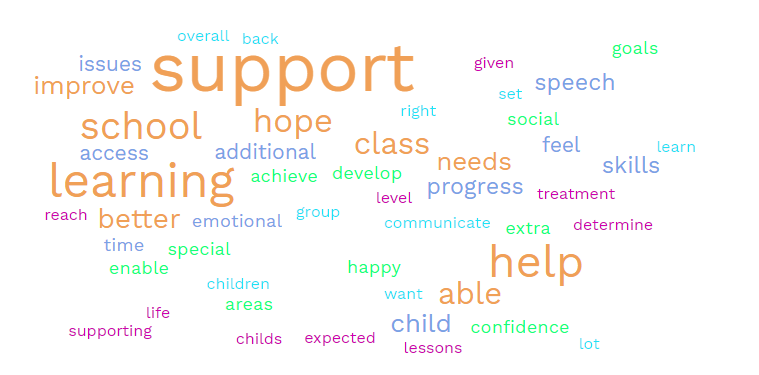 overall back
goals
issues support given
improve speech
set
right
school hope social
class feel learn
access additional
needs skills
learning achieve develop progress
level treatment
reach better emotional group
communicate extra determine
time special
enable happy help
children
areas want able
life
supporting child confidence
childs expected lessons lot